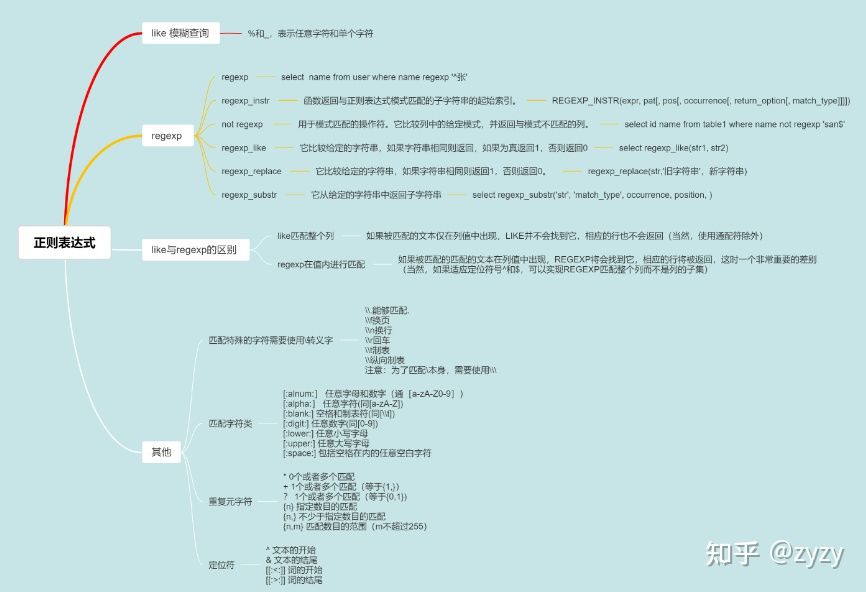 like 模糊查询
%和_，表示任意字符和单个字符
regexp
regexp
select name from user where name regexp '^张'
regexp_instr
函数返回与正则表达式模式匹配的子字符串的起始索引。
REGEXP_INSTR(expr, pat[, pos[, occurrence[, return_option[, match_type]]]])
not regexp
用于模式匹配的操作符。它比较列中的给定模式，并返回与模式不匹配的列。
select id name from table1 where name not regexp 'san$'
regexp_like
它比较给定的字符串，如果字符串相同则返回，如果为真返回1，否则返回0
select regexp_like(str1, str2)
regexp_replace
它比较给定的字符串，如果字符串相同则返回1，否则返回0。
regexp_replace(str,'旧字符串'，新字符串)
regexp_substr
它从给定的字符串中返回子字符串
select regexp_substr('str', 'match_type', occurrence, position, )
正则表达式
like与regexp的区别
like匹配整个列
如果被匹配的文本仅在列值中出现，LIKE并不会找到它，相应的行也不会返回（当然，使用通配符除外）
regexp在值内进行匹配
如果被匹配的匹配的文本在列值中出现，REGEXP将会找到它，相应的行将被返回，这时一个非常重要的差别
（当然，如果适应定位符号^和$，可以实现REGEXP匹配整个列而不是列的子集）
其他
匹配特殊的字符需要使用\转义字
\\.能够匹配.
\\f换页
\\n换行
\\r回车
\\t制表
\\纵向制表
注意：为了匹配\本身，需要使用\\\
匹配字符类
[:alnum:] 任意字母和数字（通［a-zA-Z0-9］）
[:alpha:] 任意字符(同[a-zA-Z])
[:blank:] 空格和制表符(同[\\t])
[:digit:] 任意数字(同[0-9])
[:lower:] 任意小写字母
[:upper:] 任意大写字母
[:space:] 包括空格在内的任意空白字符
重复元字符
* 0个或者多个匹配
+ 1个或者多个匹配（等于{1,}）
? 1个或者多个匹配（等于{0,1}）
{n} 指定数目的匹配
{n,} 不少于指定数目的匹配
{n,m} 匹配数目的范围（m不超过255）
定位符
^ 文本的开始
& 文本的结尾
[[:<:]] 词的开始
[[:>:]] 词的结尾
知乎 @zyzy